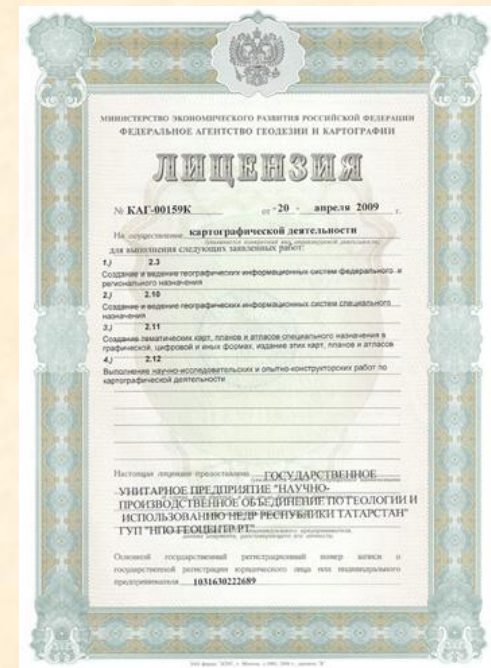 МИНИСТЕРСТВО ЭКОНОМИЧЕСКОГО РАЗВИТИЯ РОССИЙСКОЙ ФЕДЕРАЦИИ
ФЕДЕРАЛЬНОЕ АГЕНТСТВО ГЕОДЕЗИИ И КАРТОГРАФИИ
ЛИЦЕНЗИЯ
№ КАГ-00159К от "20" апреля 2009 г.
На осуществление картографической деятельности
для выполнения следующих заявленных работ:
1.) 2.3
Создание и ведение географических информационных систем федерального и
регионального назначения
2.) 2.10
Создание и ведение географических информационных систем специального
назначения
3.) 2.11
Создание тематических карт, планов и атласов специального назначения в
графической, цифровой и иных формах, издание этих карт, планов и атласов
4.) 2.12
Выполнение научно-исследовательских и опытно-конструкторских работ по
картографической деятельности
Настоящая лицензия предоставлена ГОСУДАРСТВЕННОЕ
УНИТАРНОЕ ПРЕДПРИЯТИЕ "НАУЧНО-
ПРОИЗВОДСТВЕННОЕ ОБЪЕДИНЕНИЕ ПО ГЕОЛОГИИ И
ИСПОЛЬЗОВАНИЮ НЕДР РЕСПУБЛИКИ ТАТАРСТАН"
ГУП "НПО ГЕОЦЕНТР РТ"
Основной государственный регистрационный номер записи о
государственной регистрации юридического лица или индивидуального
предпринимателя 1031630222689